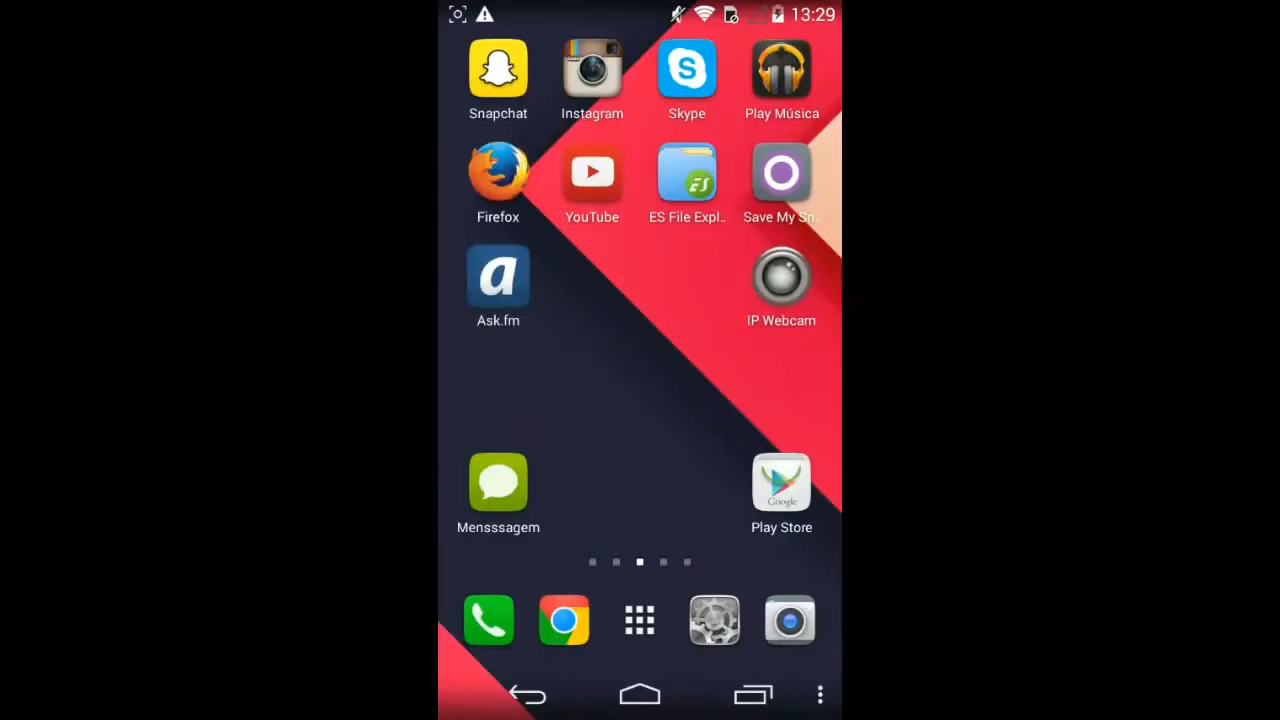 13:29
Snapchat Instagram Skype Play Música
Firefox YouTube ES File Expl.. Save My Sn..
Ask.fm IP Webcam
Mensssagem Play Store